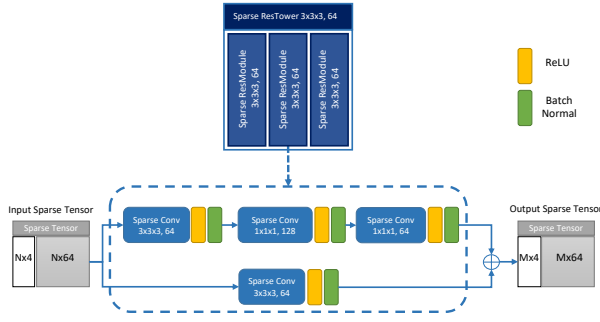 Sparse ResTower 3x3x3, 64
Sparse ResModule
3x3x3, 64
Sparse ResModule
3x3x3, 64
Sparse ResModule
3x3x3, 64
ReLU
Batch
Normal
Input Sparse Tensor
Sparse Tensor
Nx4
Nx64
Sparse Conv
3x3x3, 64
Sparse Conv
1x1x1, 128
Sparse Conv
1x1x1, 64
Sparse Conv
3x3x3, 64
Output Sparse Tensor
Sparse Tensor
Mx4
Mx64